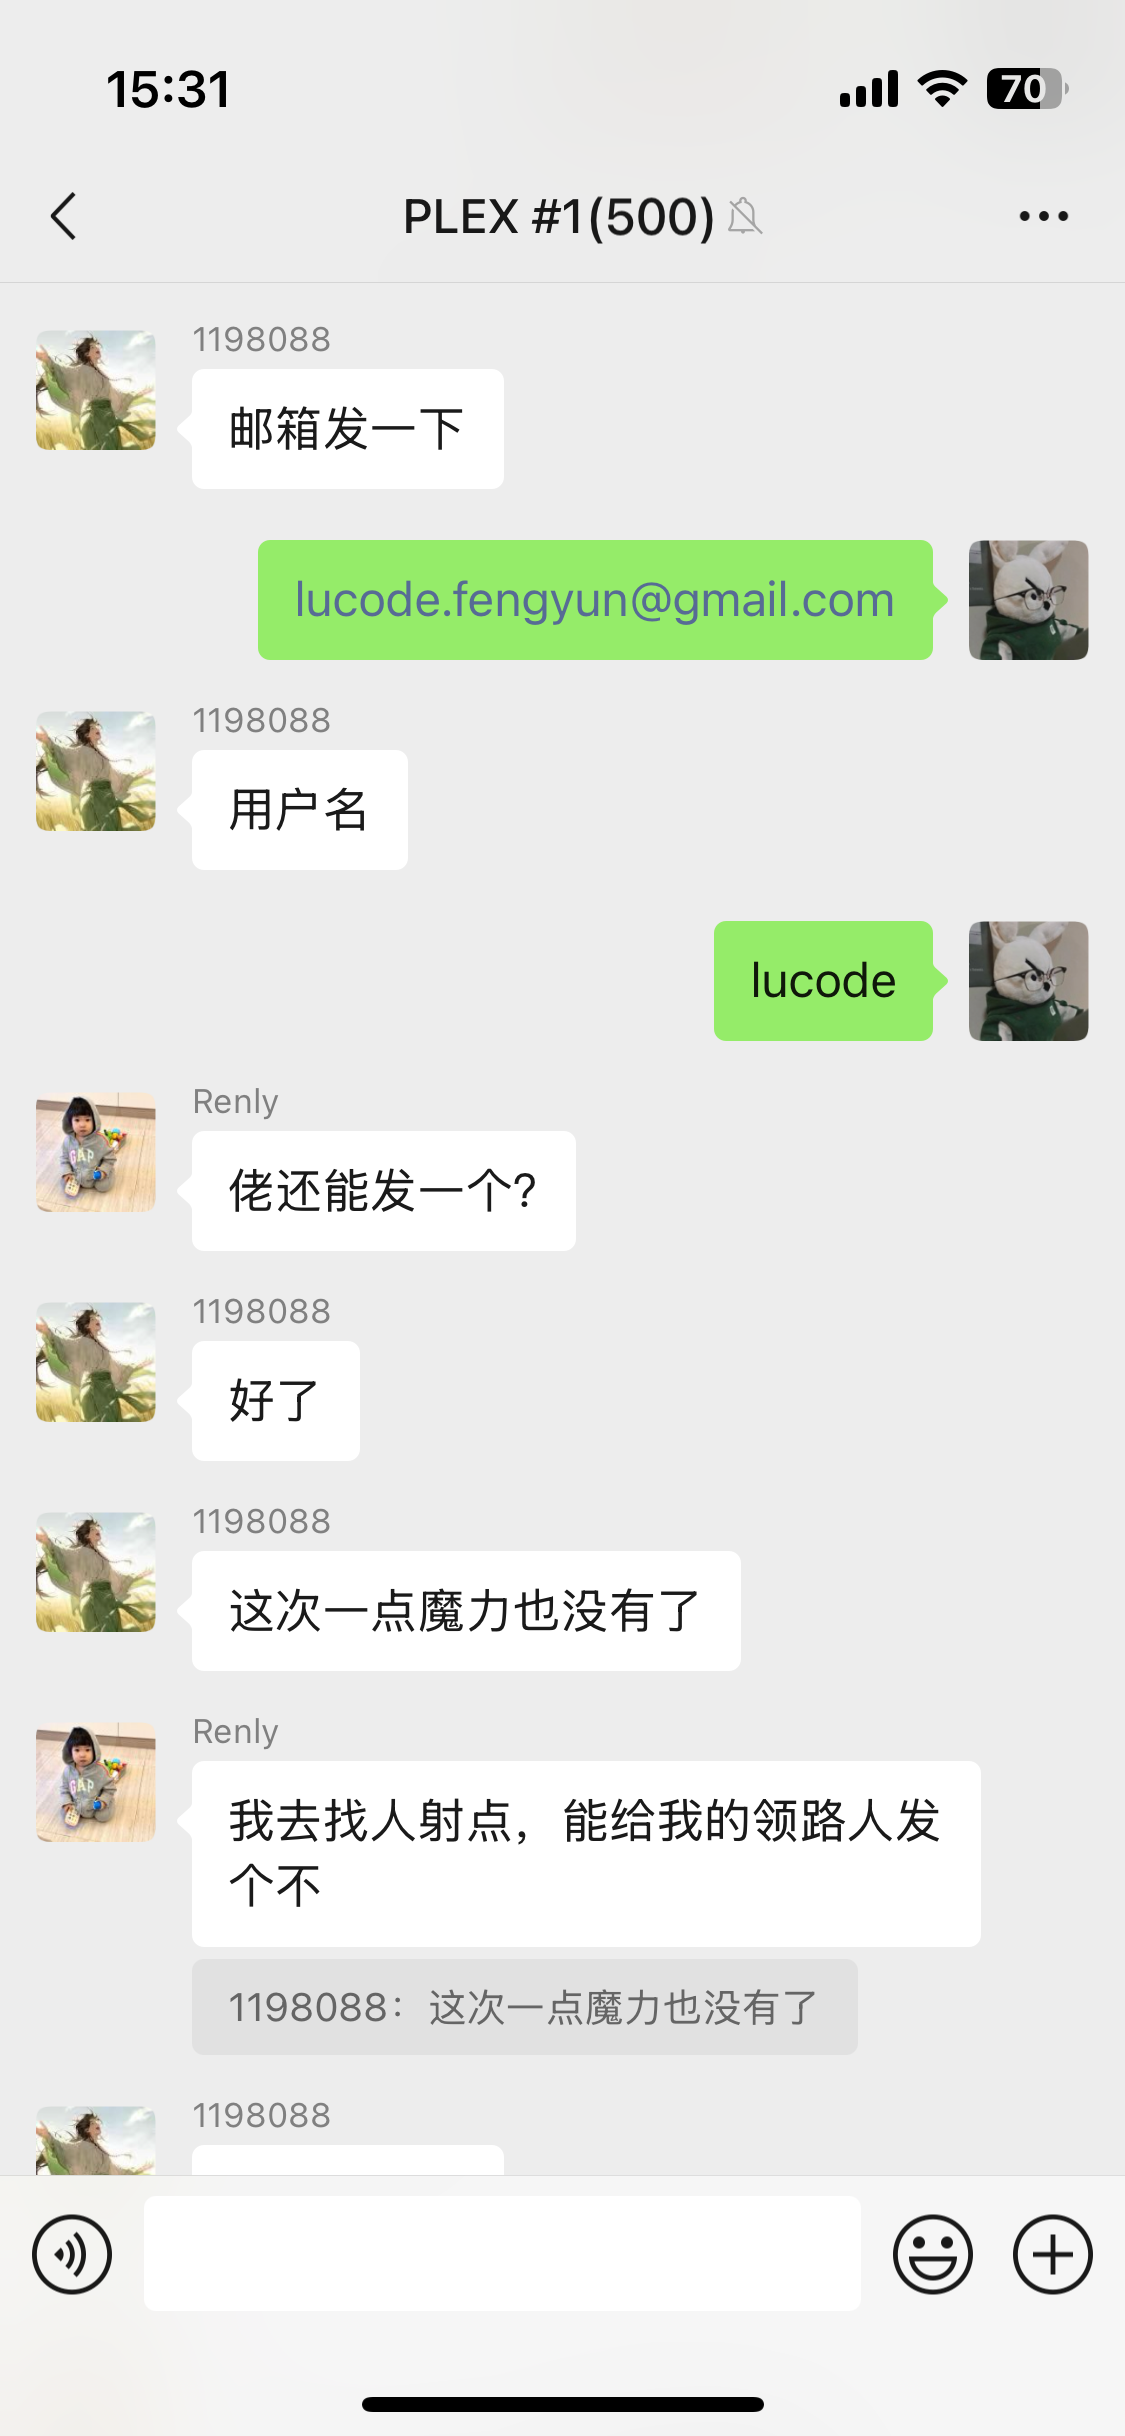 15:31
70
PLEX #1(500)
1198088
邮箱发一下
lucode.fengyun@gmail.com
1198088
用户名
lucode
Renly
佬还能发一个?
1198088
好了
1198088
这次一点魔力也没有了
Renly
我去找人射点，能给我的领路人发
个不
1198088：这次一点魔力也没有了
1198088